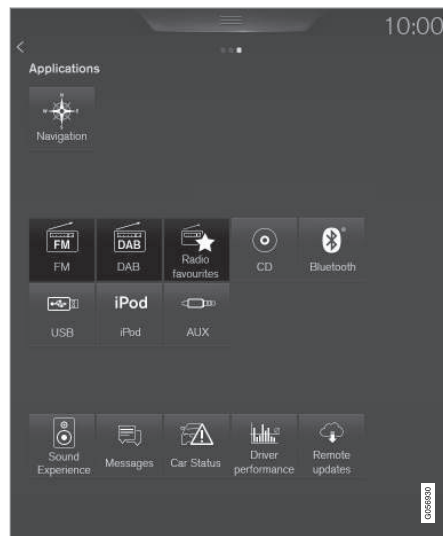 10:00
Applications
Navigation
FM
DAB
FM
DAB
Radio
favourites
CD
Bluetooth
iPod
USB
iPod
AUX
Sound
Experience
Messages
Car Status
Driver
performance
Remote
updates
G056930